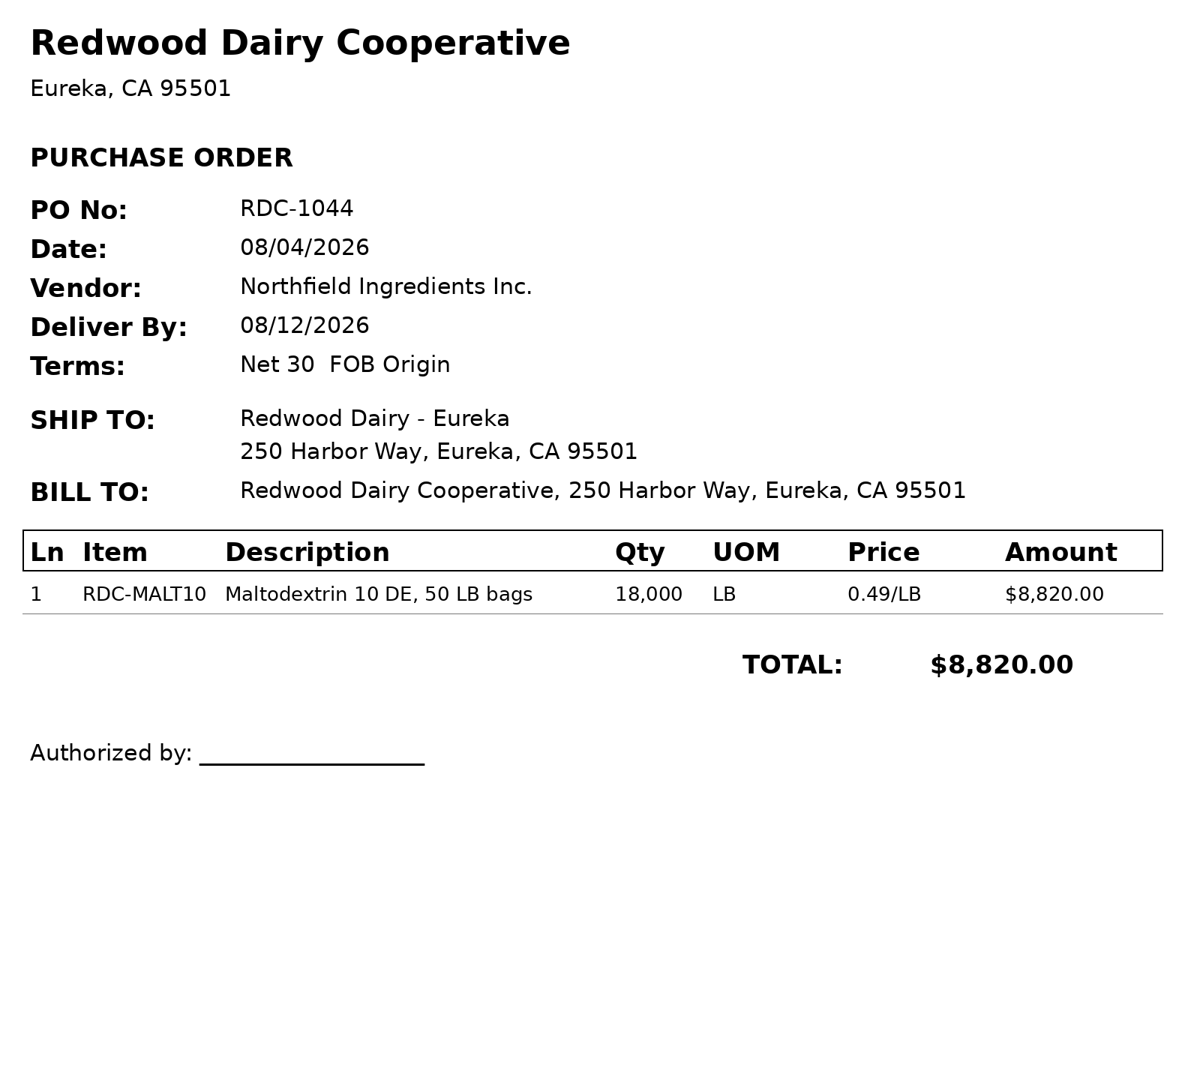 Redwood Dairy Cooperative
Eureka, CA 95501
PURCHASE ORDER
PO No: RDC-1044
Date: 08/04/2026
Vendor: Northfield Ingredients Inc.
Deliver By: 08/12/2026
Terms: Net 30  FOB Origin
SHIP TO: Redwood Dairy - Eureka
250 Harbor Way, Eureka, CA 95501
BILL TO: Redwood Dairy Cooperative, 250 Harbor Way, Eureka, CA 95501
Ln Item Description Qty UOM Price Amount
1 RDC-MALT10 Maltodextrin 10 DE, 50 LB bags 18,000 LB 0.49/LB $8,820.00
TOTAL: $8,820.00
Authorized by: ____________________